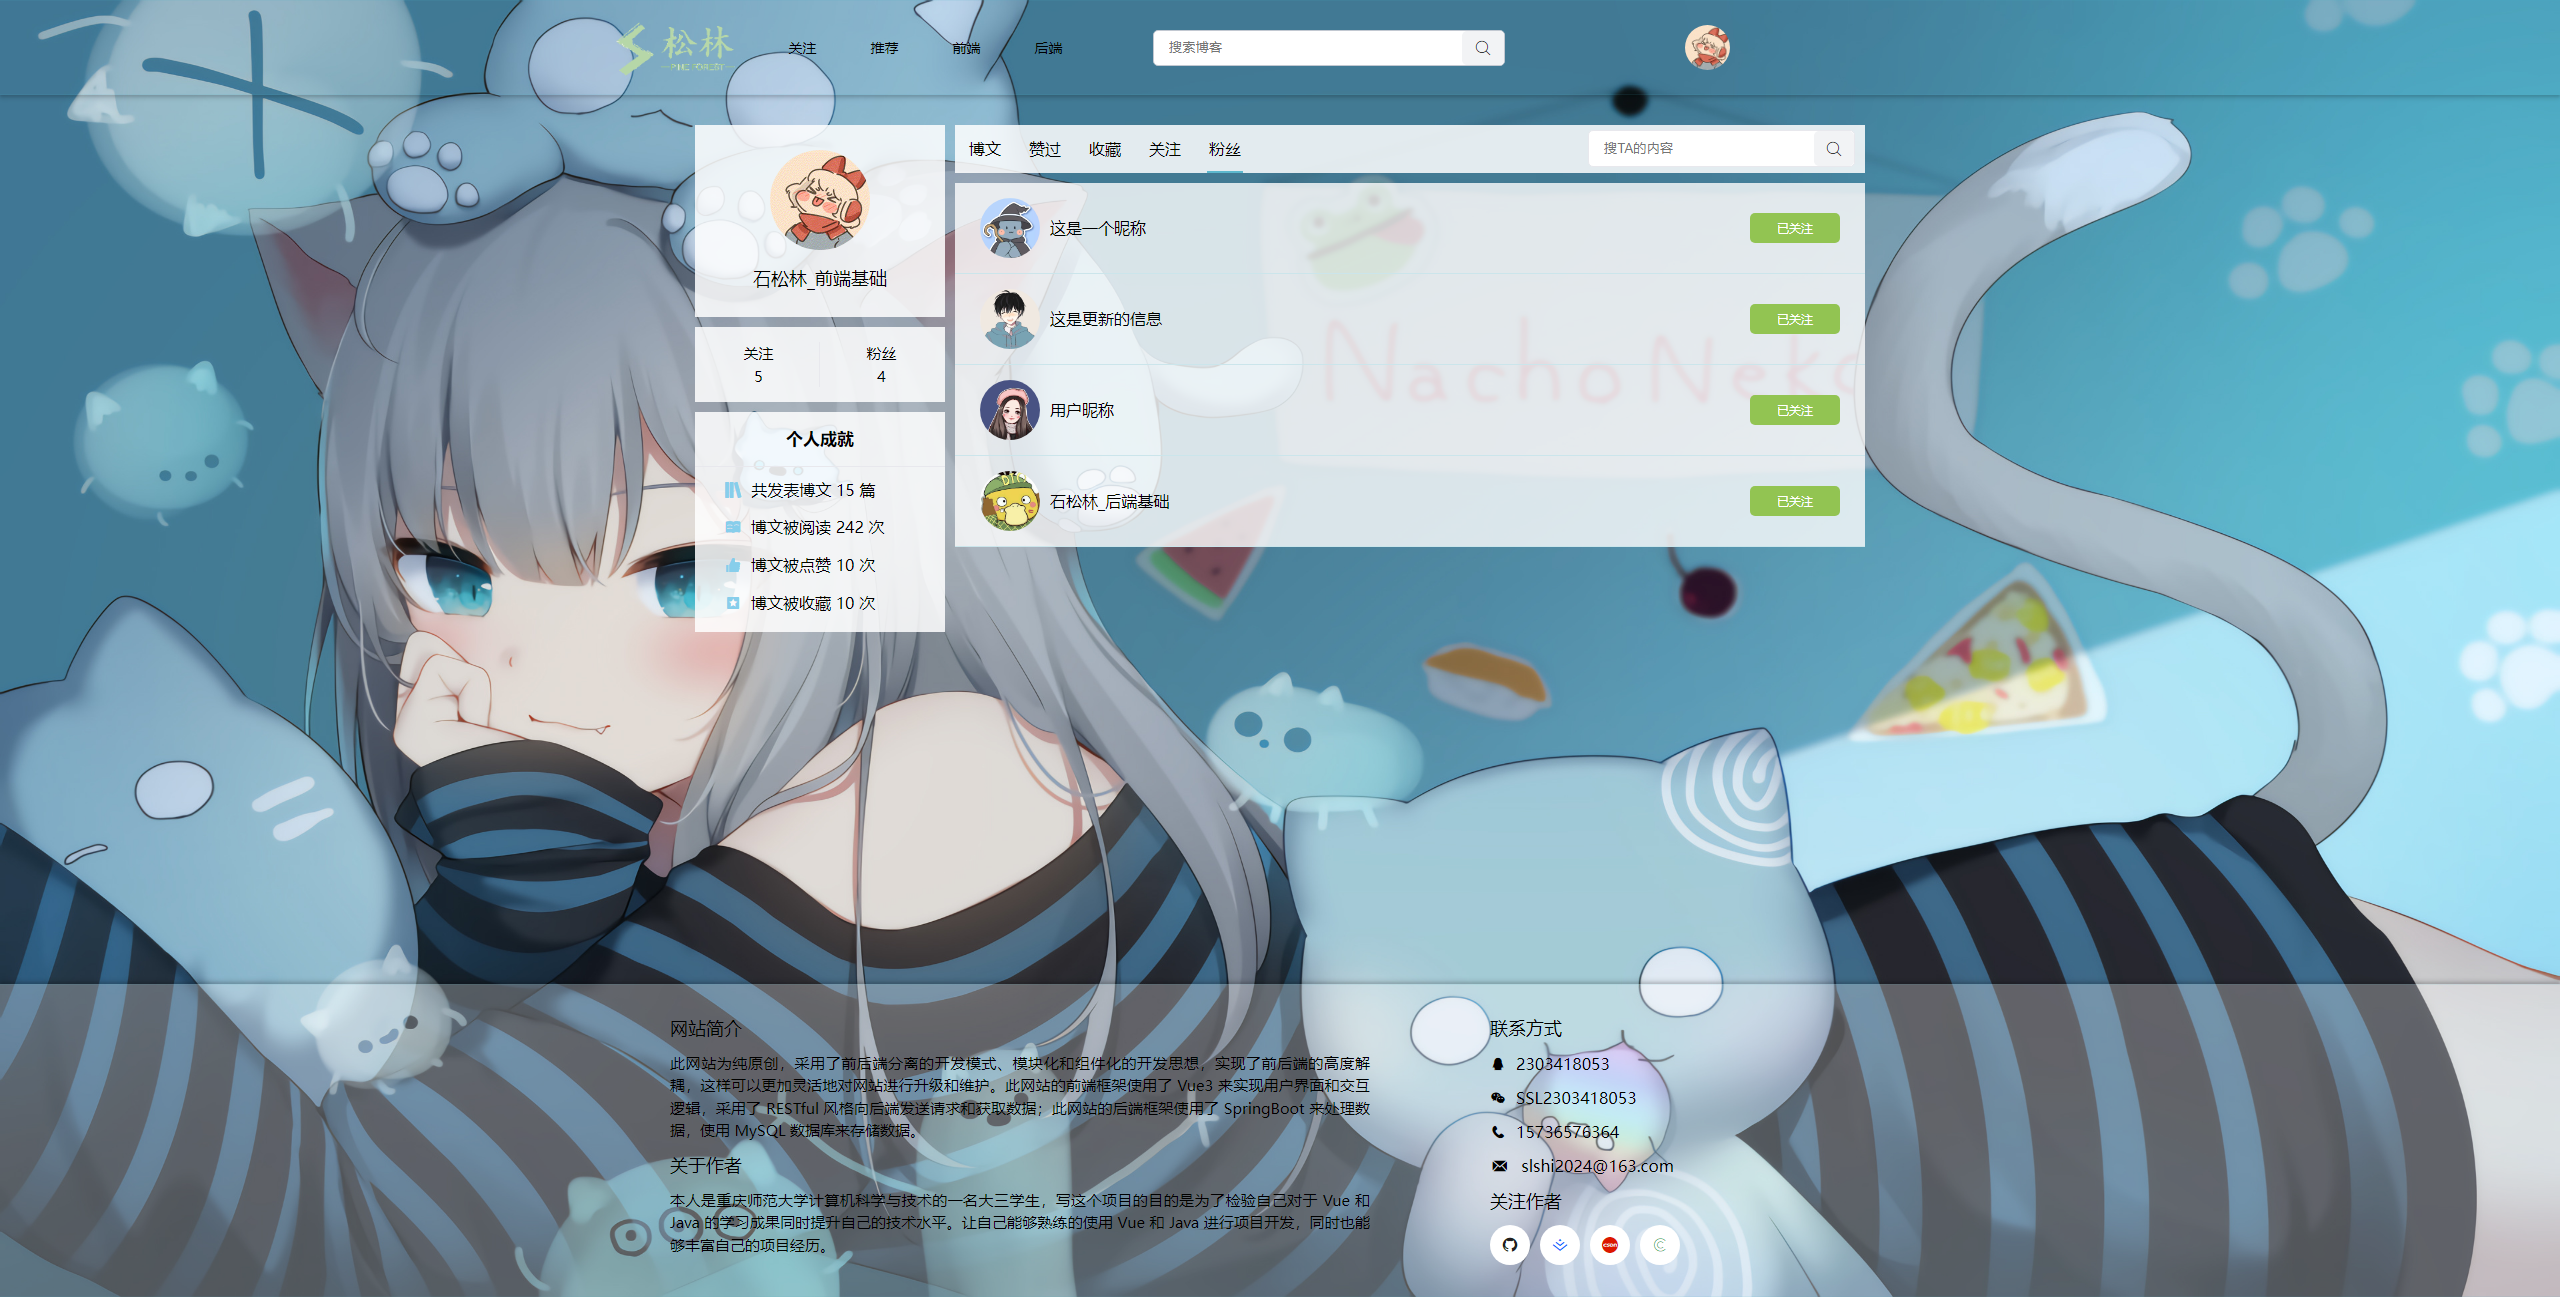 松林
PINE FOREST
关注 推荐 前端 后端
搜索博客
博文 赞过 收藏 关注 粉丝
搜TA的内容
石松林_前端基础
关注 粉丝
5 4
个人成就
共发表博文 15 篇
博文被阅读 242 次
博文被点赞 10 次
博文被收藏 10 次
这是一个昵称 已关注
这是更新的信息 已关注
用户昵称 已关注
石松林_后端基础 已关注
Nacho Neko
网站简介
此网站为纯原创，采用了前后端分离的开发模式、模块化和组件化的开发思想，实现了前后端的高度解
耦，这样可以更加灵活地对网站进行升级和维护。此网站的前端框架使用了 Vue3 来实现用户界面和交互
逻辑，采用了 RESTful 风格向后端发送请求和获取数据；此网站的后端框架使用了 SpringBoot 来处理数
据，使用 MySQL 数据库来存储数据。
关于作者
本人是重庆师范大学计算机科学与技术的一名大三学生，写这个项目的目的是为了检验自己对于 Vue 和
Java 的学习成果同时提升自己的技术水平。让自己能够熟练的使用 Vue 和 Java 进行项目开发，同时也能
够丰富自己的项目经历。
联系方式
2303418053
SSL2303418053
15736576364
slshi2024@163.com
关注作者
CSDN